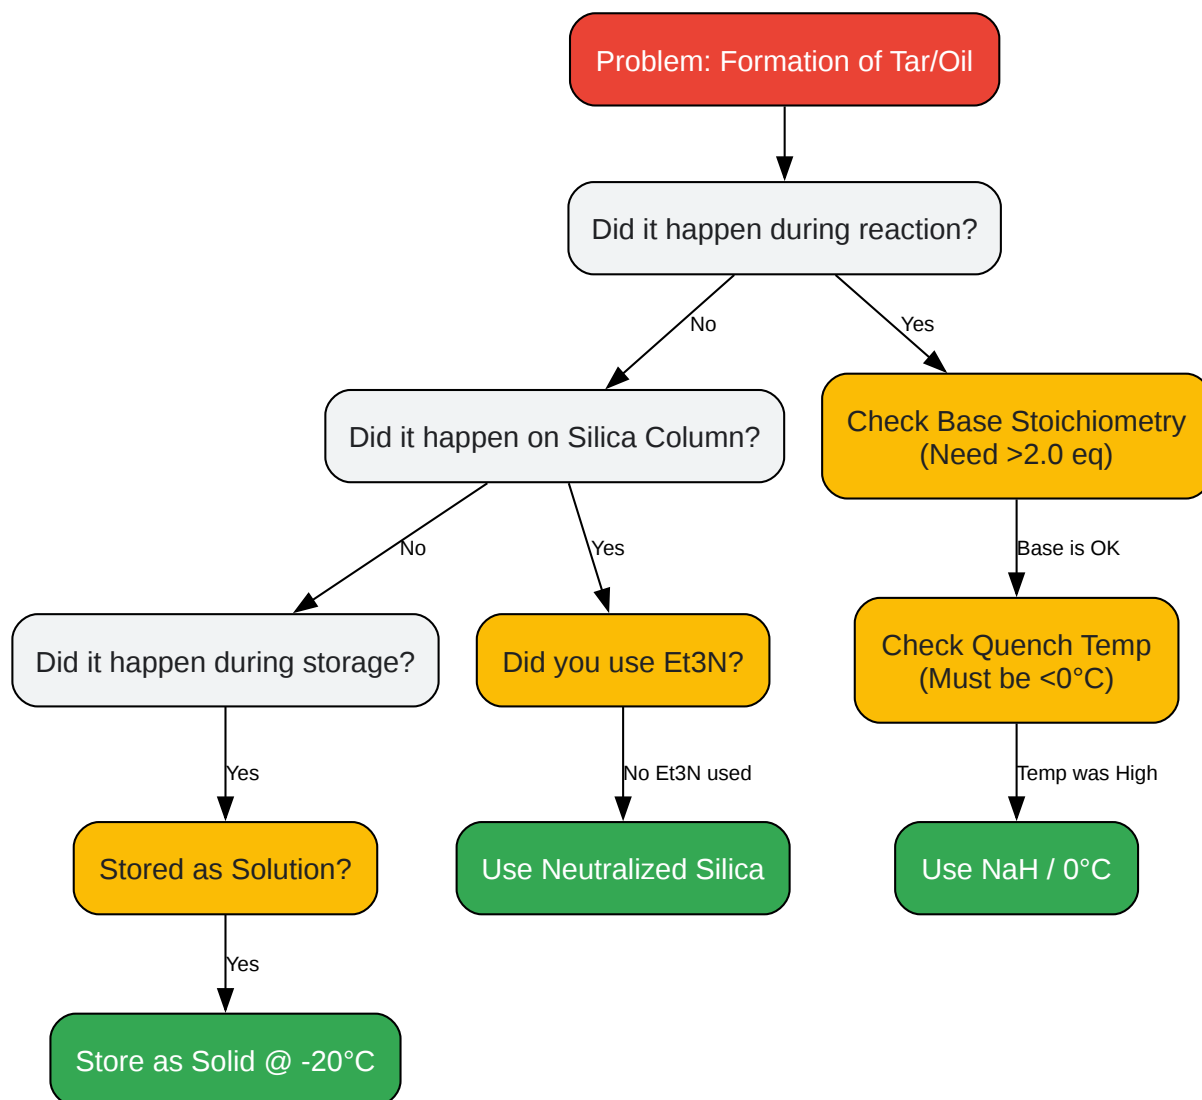 Problem: Formation of Tar/Oil
Did it happen during reaction?
No
Yes
Did it happen on Silica Column?
Check Base Stoichiometry
(Need >2.0 eq)
No
Yes
Base is OK
Did it happen during storage?
Did you use Et3N?
Check Quench Temp
(Must be <0°C)
Yes
No Et3N used
Temp was High
Stored as Solution?
Use Neutralized Silica
Use NaH / 0°C
Yes
Store as Solid @ -20°C